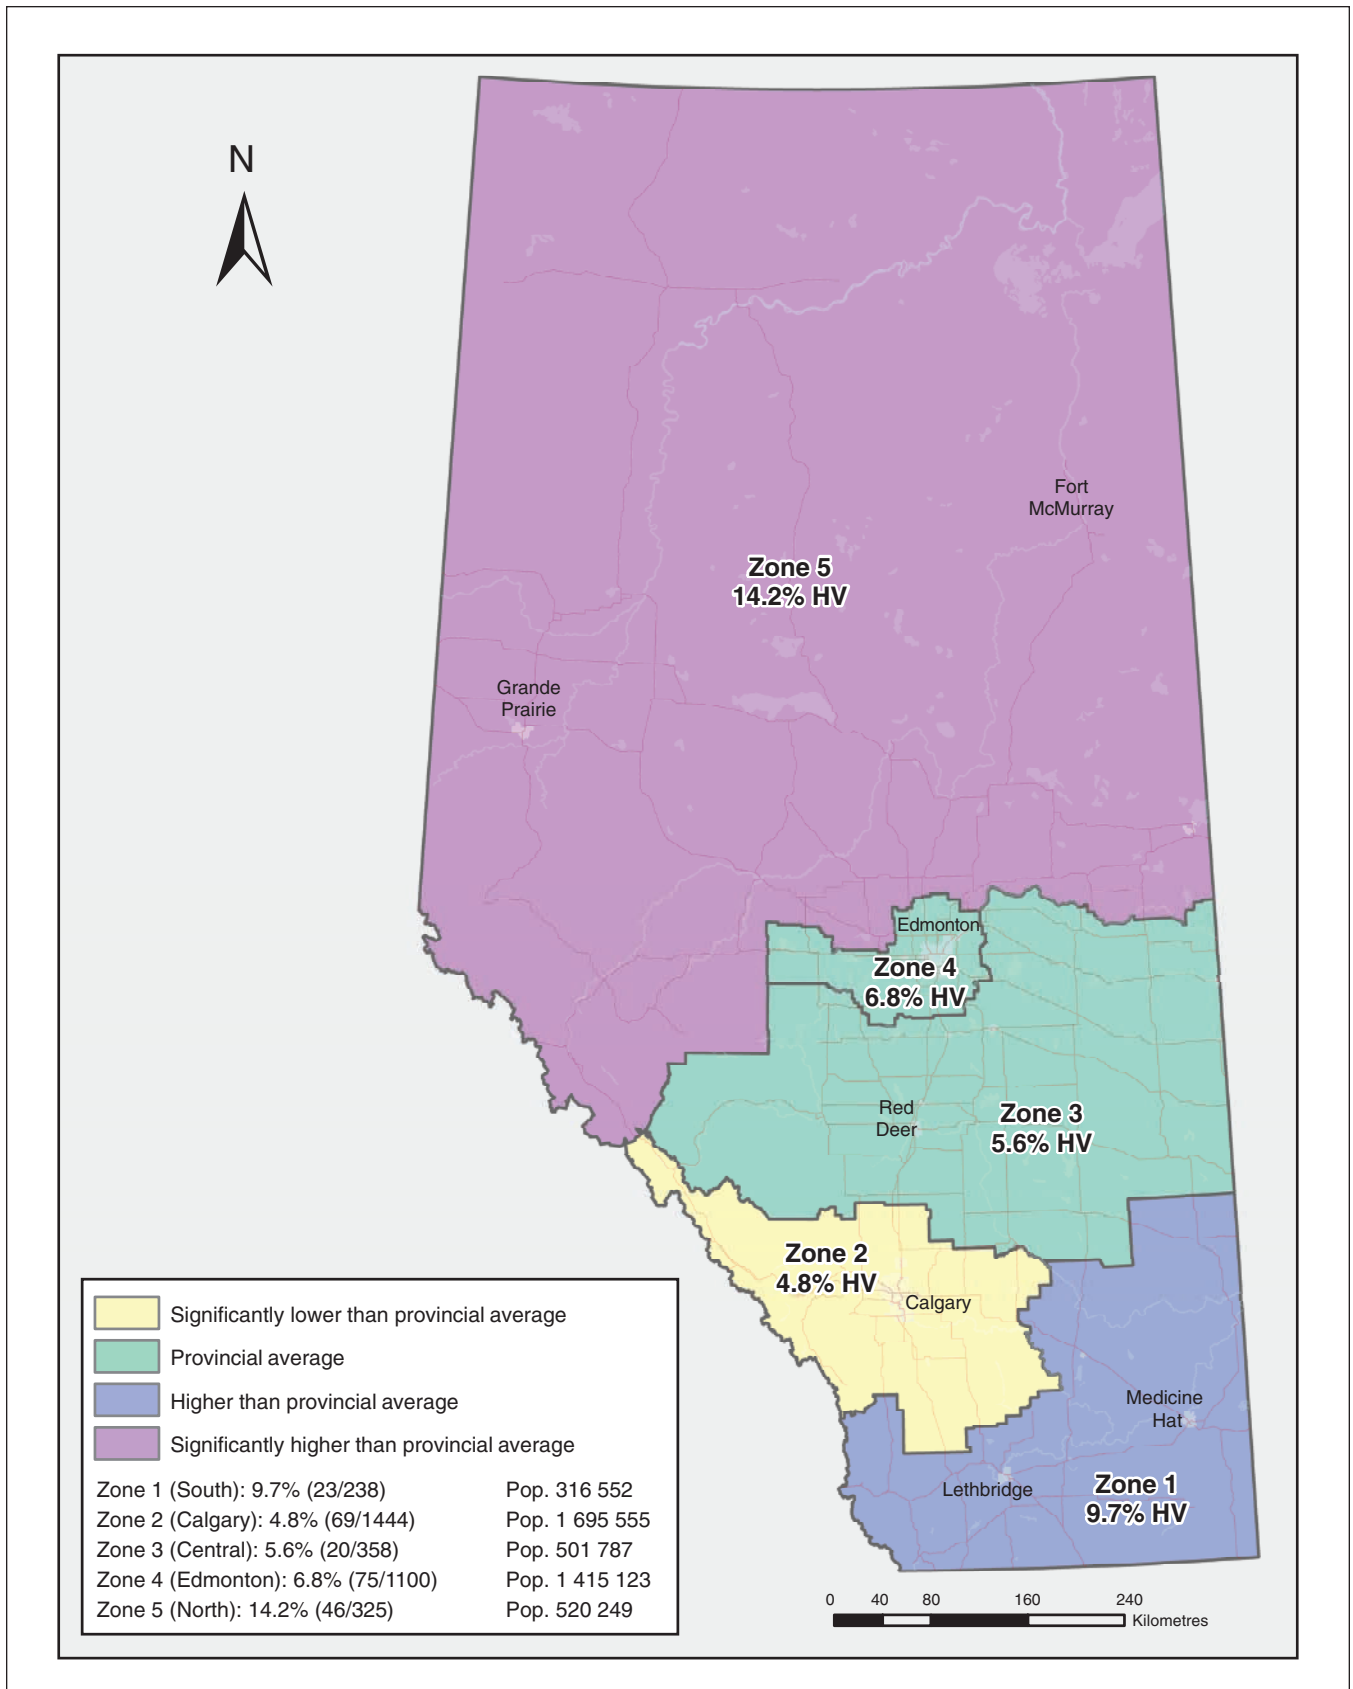 N
Fort
McMurray
Zone 5
14.2% HV
Grande
Prairie
Edmonton
Zone 4
6.8% HV
Red
Deer
Zone 3
5.6% HV
Zone 2
4.8% HV
Calgary
Medicine
Hat
Lethbridge
Zone 1
9.7% HV
Significantly lower than provincial average
Provincial average
Higher than provincial average
Significantly higher than provincial average
Zone 1 (South): 9.7% (23/238) Pop. 316 552
Zone 2 (Calgary): 4.8% (69/1444) Pop. 1 695 555
Zone 3 (Central): 5.6% (20/358) Pop. 501 787
Zone 4 (Edmonton): 6.8% (75/1100) Pop. 1 415 123
Zone 5 (North): 14.2% (46/325) Pop. 520 249
0 40 80 160 240
Kilometres